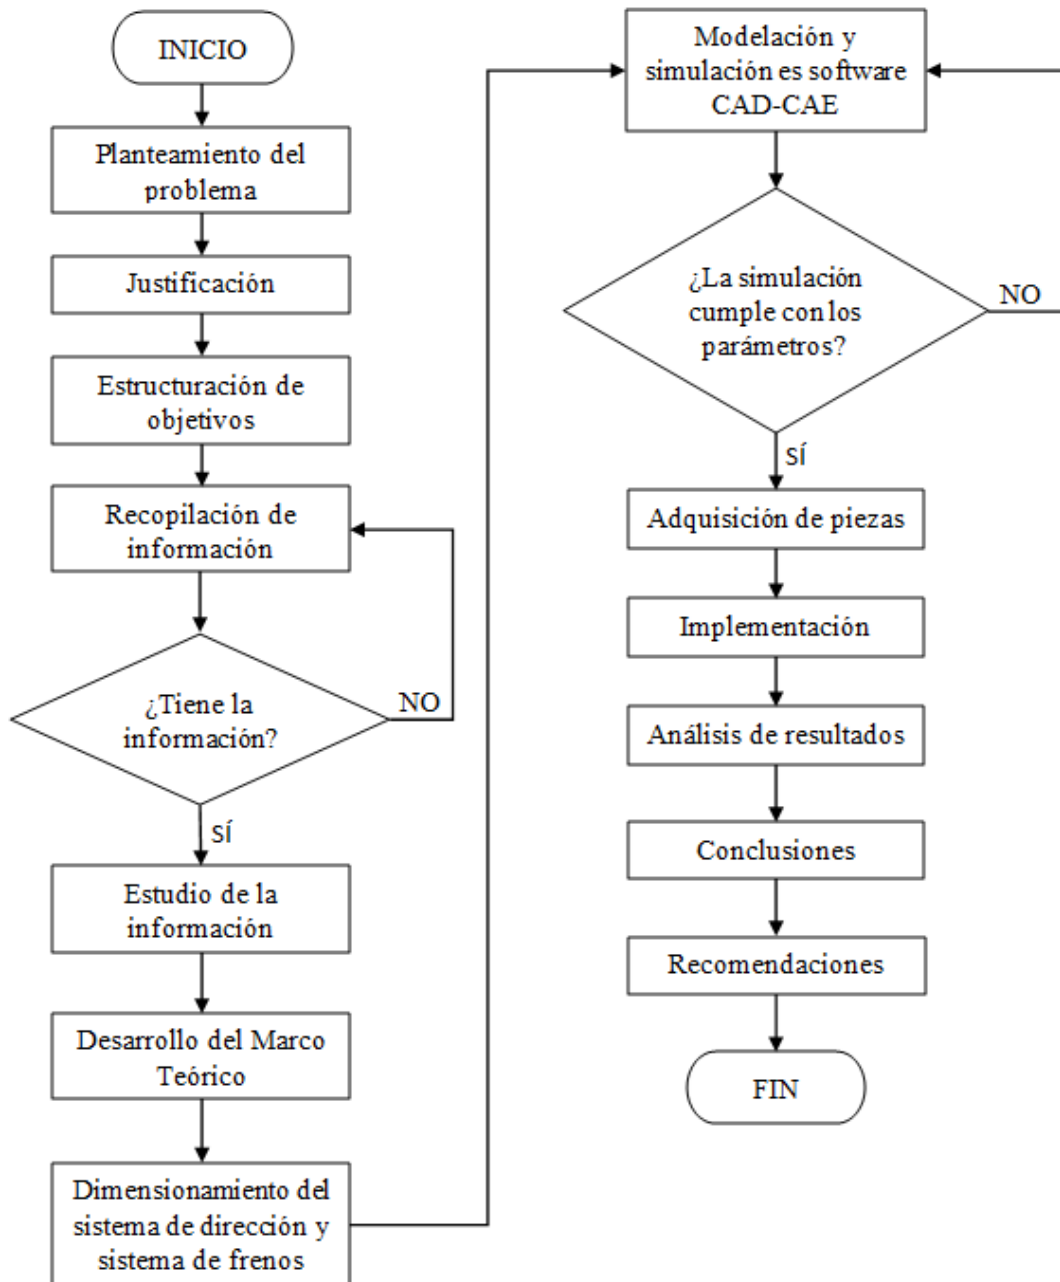 INICIO
Planteamiento del
problema
Justificación
Estructuración de
objetivos
Recopilación de
información
¿Tiene la
información?
NO
SÍ
Estudio de la
información
Desarrollo del Marco
Teórico
Dimensionamiento del
sistema de dirección y
sistema de frenos
Modelación y
simulación es software
CAD-CAE
¿La simulación
cumple con los
parámetros?
NO
SÍ
Adquisición de piezas
Implementación
Análisis de resultados
Conclusiones
Recomendaciones
FIN